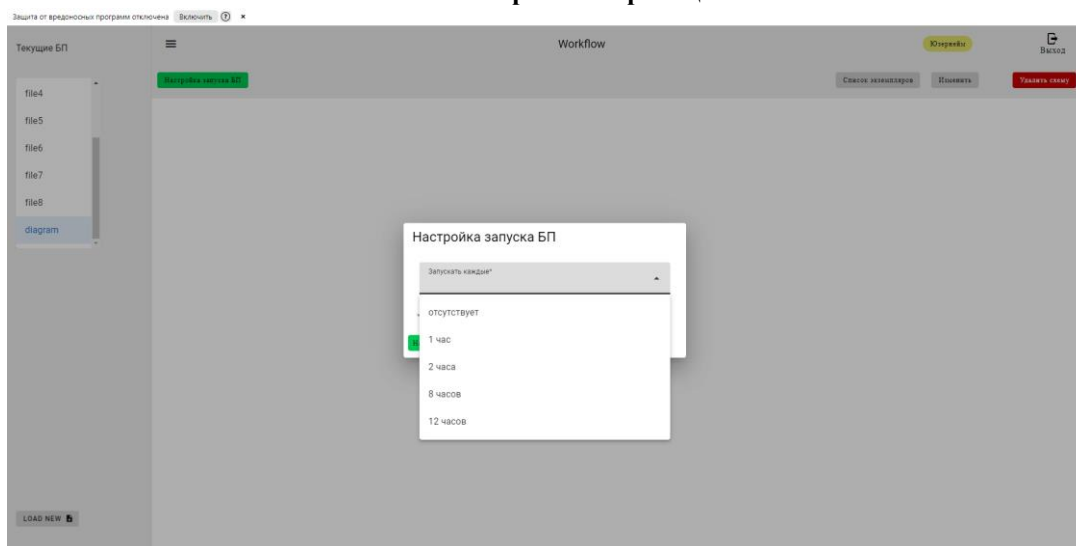 Защита от вредоносных программ отключена Включить ? ×
Текущие БП
Workflow
Юзернеймы
Выход
Настройка запуска БП
Список экземпляров
Изменить
Удалить схему
file4
file5
file6
file7
file8
diagram
Настройка запуска БП
Запускать каждые*
отсутствует
1 час
2 часа
8 часов
12 часов
LOAD NEW